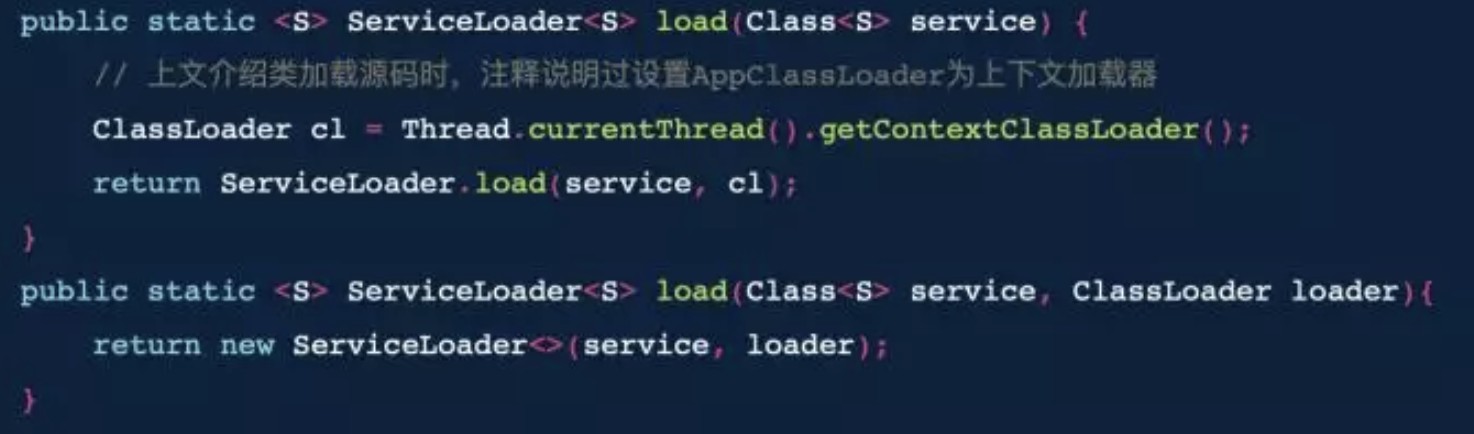 public static <S> ServiceLoader<S> load(Class<S> service) {
// 上文介绍类加载源码时，注释说明过设置AppClassLoader为上下文加载器
ClassLoader cl = Thread.currentThread().getContextClassLoader();
return ServiceLoader.load(service, cl);
}
public static <S> ServiceLoader<S> load(Class<S> service, ClassLoader loader){
return new ServiceLoader<>(service, loader);
}